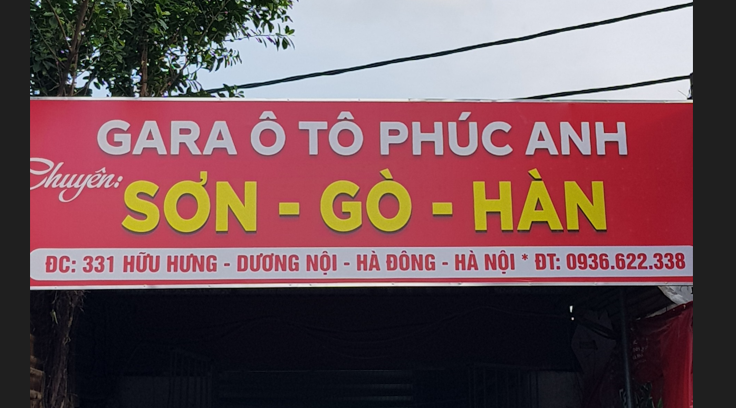 GARA Ô TÔ PHÚC ANH
Chuyên:
SƠN - GÒ - HÀN
ĐC: 331 HỮU HƯNG - DƯƠNG NỘI - HÀ ĐÔNG - HÀ NỘI * ĐT: 0936.622.338